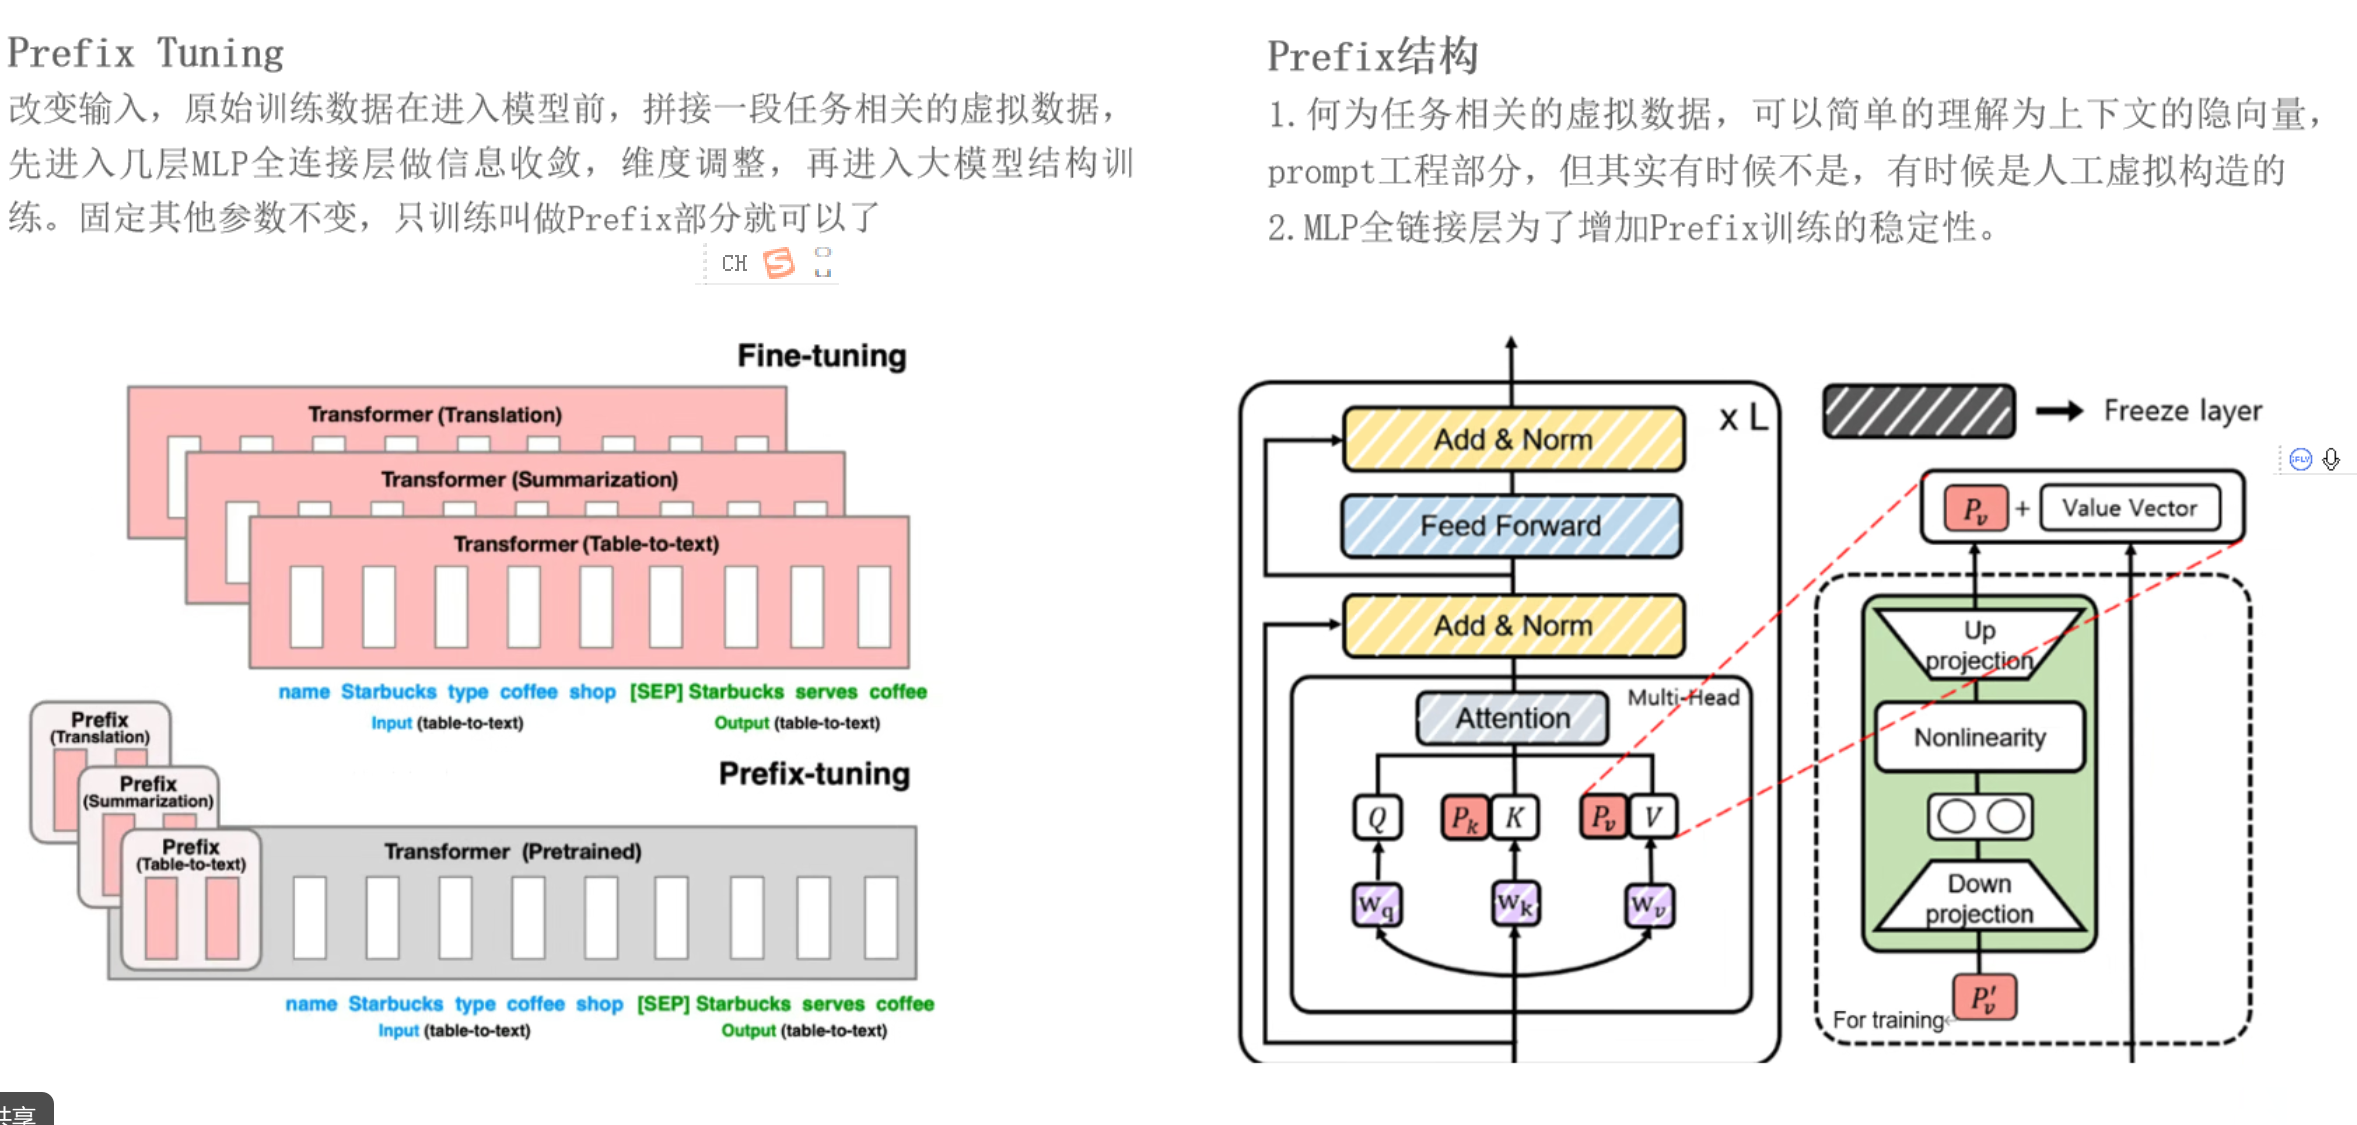 Prefix Tuning
改变输入，原始训练数据在进入模型前，拼接一段任务相关的虚拟数据，
先进入几层MLP全连接层做信息收敛，维度调整，再进入大模型结构训
练。固定其他参数不变，只训练叫做Prefix部分就可以了
CH
Fine-tuning
Transformer (Translation)
Transformer (Summarization)
Transformer (Table-to-text)
name Starbucks type coffee shop [SEP] Starbucks serves coffee
Input (table-to-text) Output (table-to-text)
Prefix-tuning
Prefix
(Translation)
Prefix
(Summarization)
Prefix
(Table-to-text)
Transformer (Pretrained)
name Starbucks type coffee shop [SEP] Starbucks serves coffee
Input (table-to-text) Output (table-to-text)
共享
Prefix结构
1.何为任务相关的虚拟数据，可以简单的理解为上下文的隐向量，
prompt工程部分，但其实有时候不是，有时候是人工虚拟构造的
2.MLP全链接层为了增加Prefix训练的稳定性。
x L
Add & Norm
Feed Forward
Add & Norm
Multi-Head
Attention
Q P_k K P_v V
W_q W_k W_v
Freeze layer
iFLY
P_v + Value Vector
Up
projection
Nonlinearity
Down
projection
P'_v
For training